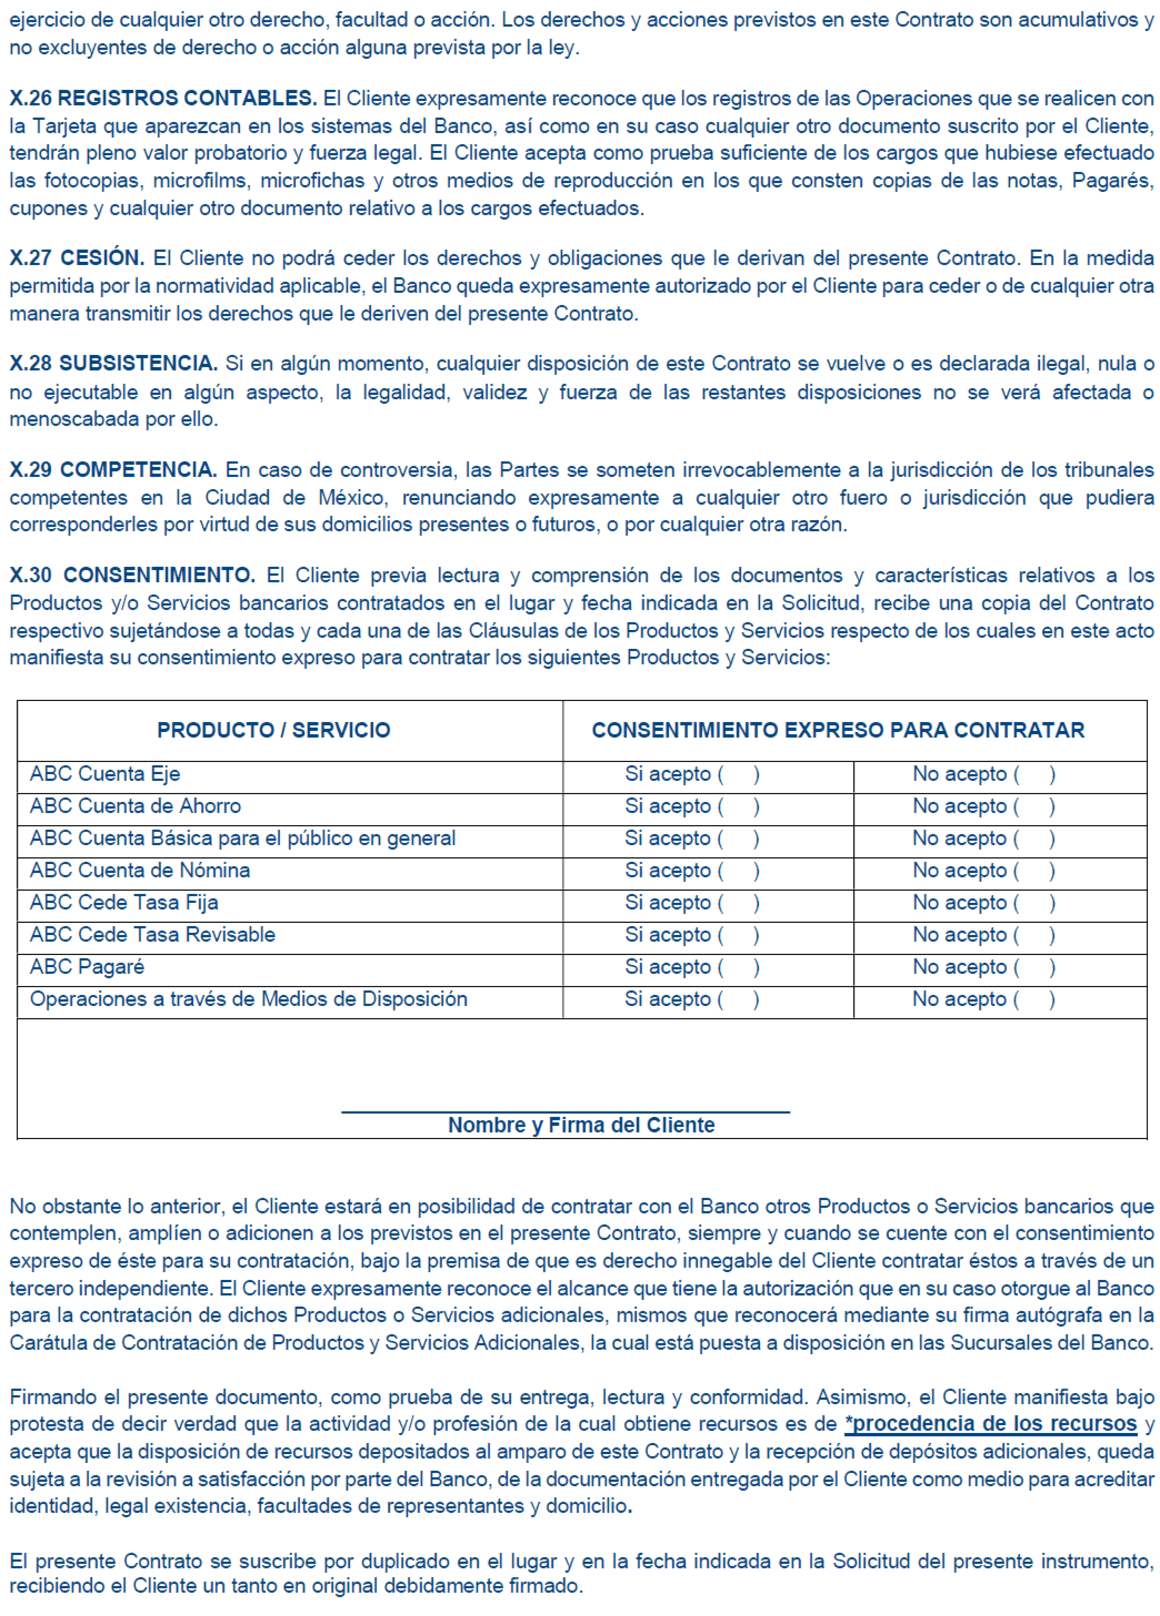 ejercicio de cualquier otro derecho, facultad o acción. Los derechos y acciones previstos en este Contrato son acumulativos y
no excluyentes de derecho o acción alguna prevista por la ley.
X.26 REGISTROS CONTABLES. El Cliente expresamente reconoce que los registros de las Operaciones que se realicen con
la Tarjeta que aparezcan en los sistemas del Banco, así como en su caso cualquier otro documento suscrito por el Cliente,
tendrán pleno valor probatorio y fuerza legal. El Cliente acepta como prueba suficiente de los cargos que hubiese efectuado
las fotocopias, microfilms, microfichas y otros medios de reproducción en los que consten copias de las notas, Pagarés,
cupones y cualquier otro documento relativo a los cargos efectuados.
X.27 CESIÓN. El Cliente no podrá ceder los derechos y obligaciones que le derivan del presente Contrato. En la medida
permitida por la normatividad aplicable, el Banco queda expresamente autorizado por el Cliente para ceder o de cualquier otra
manera transmitir los derechos que le deriven del presente Contrato.
X.28 SUBSISTENCIA. Si en algún momento, cualquier disposición de este Contrato se vuelve o es declarada ilegal, nula o
no ejecutable en algún aspecto, la legalidad, validez y fuerza de las restantes disposiciones no se verá afectada o
menoscabada por ello.
X.29 COMPETENCIA. En caso de controversia, las Partes se someten irrevocablemente a la jurisdicción de los tribunales
competentes en la Ciudad de México, renunciando expresamente a cualquier otro fuero o jurisdicción que pudiera
corresponderles por virtud de sus domicilios presentes o futuros, o por cualquier otra razón.
X.30 CONSENTIMIENTO. El Cliente previa lectura y comprensión de los documentos y características relativos a los
Productos y/o Servicios bancarios contratados en el lugar y fecha indicada en la Solicitud, recibe una copia del Contrato
respectivo sujetándose a todas y cada una de las Cláusulas de los Productos y Servicios respecto de los cuales en este acto
manifiesta su consentimiento expreso para contratar los siguientes Productos y Servicios:
PRODUCTO / SERVICIO CONSENTIMIENTO EXPRESO PARA CONTRATAR
ABC Cuenta Eje Si acepto ( ) No acepto ( )
ABC Cuenta de Ahorro Si acepto ( ) No acepto ( )
ABC Cuenta Básica para el público en general Si acepto ( ) No acepto ( )
ABC Cuenta de Nómina Si acepto ( ) No acepto ( )
ABC Cede Tasa Fija Si acepto ( ) No acepto ( )
ABC Cede Tasa Revisable Si acepto ( ) No acepto ( )
ABC Pagaré Si acepto ( ) No acepto ( )
Operaciones a través de Medios de Disposición Si acepto ( ) No acepto ( )
Nombre y Firma del Cliente
No obstante lo anterior, el Cliente estará en posibilidad de contratar con el Banco otros Productos o Servicios bancarios que
contemplen, amplíen o adicionen a los previstos en el presente Contrato, siempre y cuando se cuente con el consentimiento
expreso de éste para su contratación, bajo la premisa de que es derecho innegable del Cliente contratar éstos a través de un
tercero independiente. El Cliente expresamente reconoce el alcance que tiene la autorización que en su caso otorgue al Banco
para la contratación de dichos Productos o Servicios adicionales, mismos que reconocerá mediante su firma autógrafa en la
Carátula de Contratación de Productos y Servicios Adicionales, la cual está puesta a disposición en las Sucursales del Banco.
Firmando el presente documento, como prueba de su entrega, lectura y conformidad. Asimismo, el Cliente manifiesta bajo
protesta de decir verdad que la actividad y/o profesión de la cual obtiene recursos es de *procedencia de los recursos y
acepta que la disposición de recursos depositados al amparo de este Contrato y la recepción de depósitos adicionales, queda
sujeta a la revisión a satisfacción por parte del Banco, de la documentación entregada por el Cliente como medio para acreditar
identidad, legal existencia, facultades de representantes y domicilio.
El presente Contrato se suscribe por duplicado en el lugar y en la fecha indicada en la Solicitud del presente instrumento,
recibiendo el Cliente un tanto en original debidamente firmado.